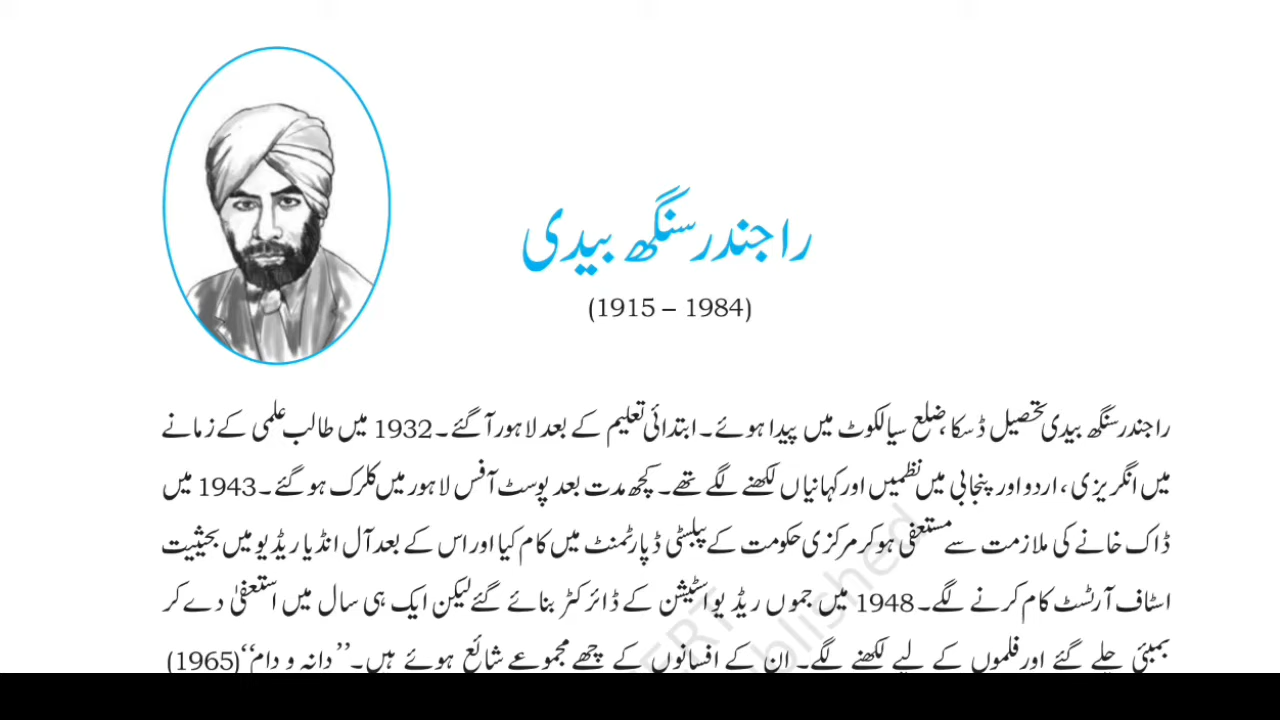 راجندر سنگھ بیدی
(1915 – 1984)
راجندر سنگھ بیدی تحصیل ڈسکا، ضلع سیالکوٹ میں پیدا ہوئے۔ ابتدائی تعلیم کے بعد لاہور آ گئے۔ 1932 میں طالب علمی کے زمانے
میں انگریزی، اردو اور پنجابی میں نظمیں اور کہانیاں لکھنے لگے تھے۔ کچھ مدت بعد پوسٹ آفس لاہور میں کلرک ہو گئے۔ 1943 میں
ڈاک خانے کی ملازمت سے مستعفی ہو کر مرکزی حکومت کے پبلسٹی ڈپارٹمنٹ میں کام کیا اور اس کے بعد آل انڈیا ریڈیو میں بحیثیت
اسٹاف آرٹسٹ کام کرنے لگے۔ 1948 میں جموں ریڈیو اسٹیشن کے ڈائرکٹر بنائے گئے لیکن ایک ہی سال میں استعفیٰ دے کر
بمبئی چلے گئے اور فلموں کے لیے لکھنے لگے۔ ان کے افسانوں کے چھے مجموعے شائع ہوئے ہیں۔ ’’دانہ و دام‘‘ (1965)